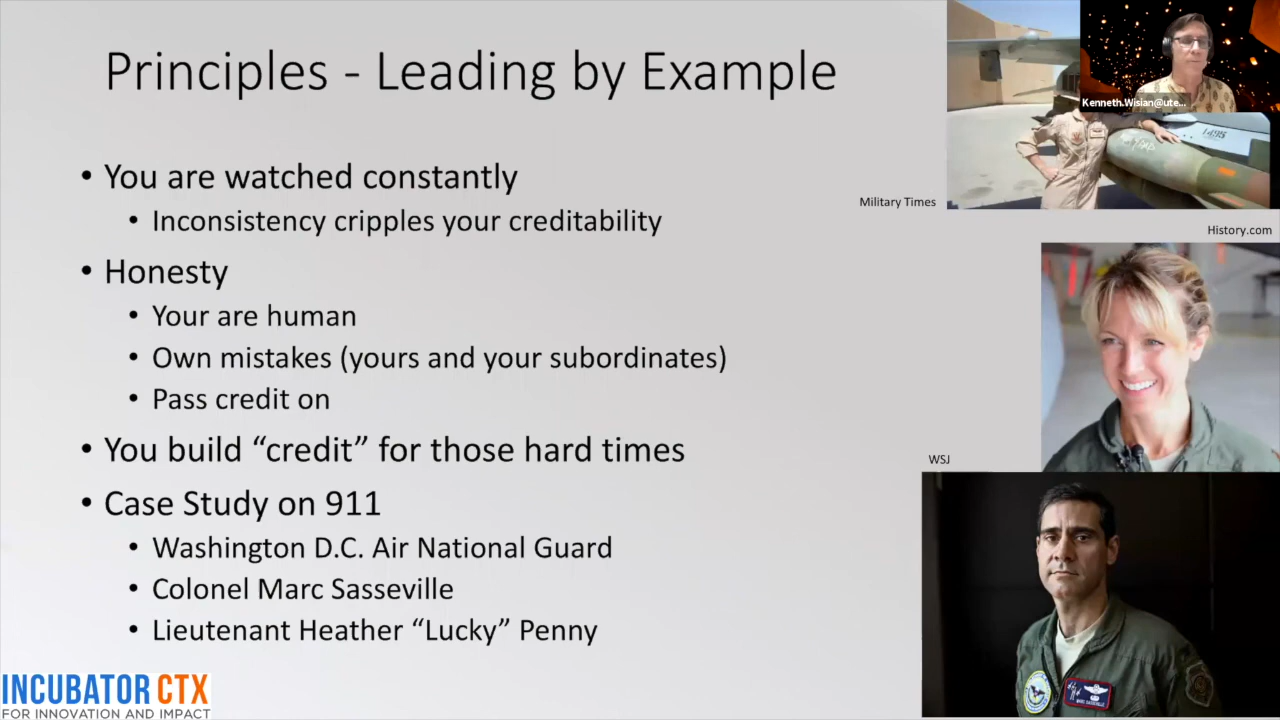 Principles - Leading by Example
• You are watched constantly
• Inconsistency cripples your creditability
• Honesty
• Your are human
• Own mistakes (yours and your subordinates)
• Pass credit on
• You build “credit” for those hard times
• Case Study on 911
• Washington D.C. Air National Guard
• Colonel Marc Sasseville
• Lieutenant Heather “Lucky” Penny
Kenneth.Wisian@ute...
Military Times
History.com
WSJ
INCUBATOR CTX
FOR INNOVATION AND IMPACT